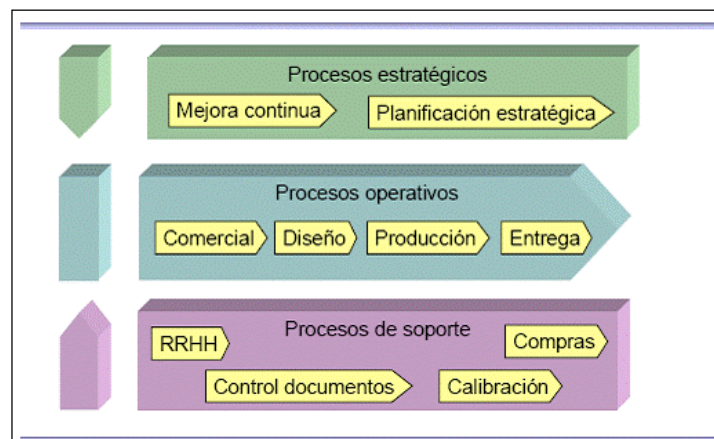 Procesos estratégicos
Mejora continua
Planificación estratégica
Procesos operativos
Comercial
Diseño
Producción
Entrega
Procesos de soporte
RRHH
Compras
Control documentos
Calibración